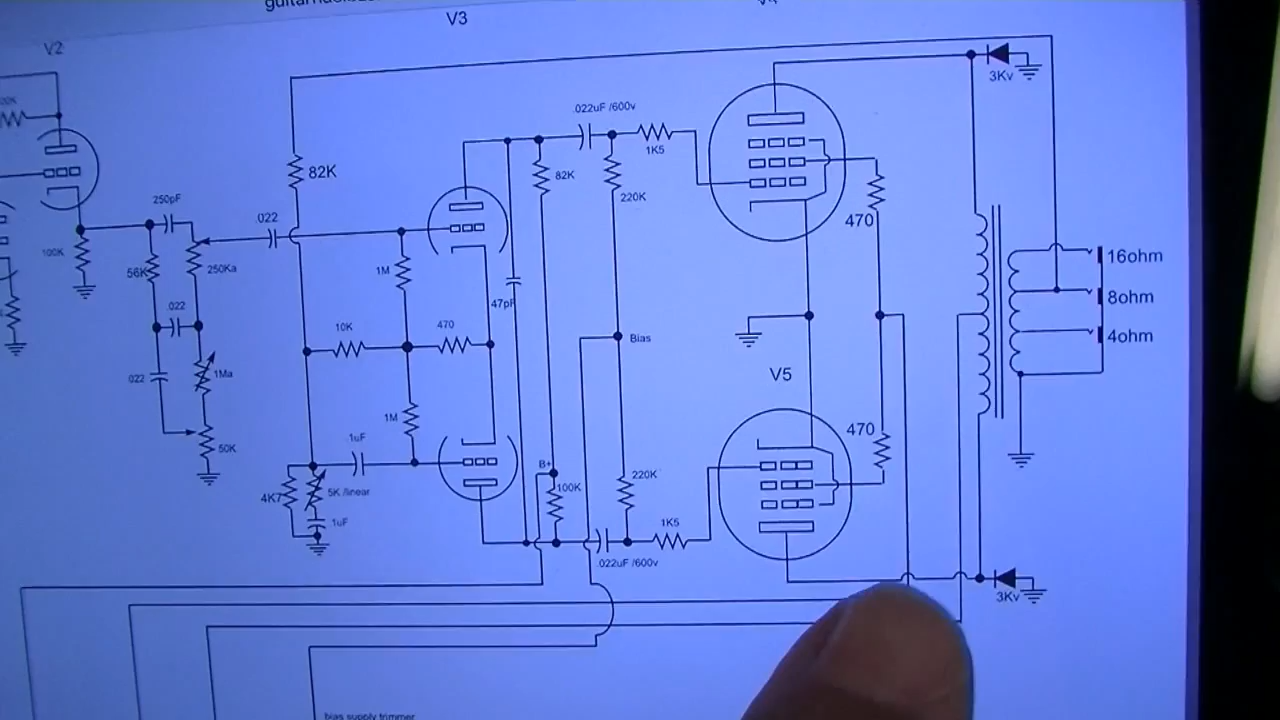 V3
V2
.022uF /600v
3Kv
1K5
82K
82K
250pF
220K
.022
470
100K
56K
250Ka
1M
16ohm
47pF
8ohm
.022
10K
470
Bias
4ohm
.022
1Ma
V5
1M
470
50K
1uF
B+
4K7
5K /linear
100K
220K
1uF
1K5
.022uF /600v
3Kv
bias supply trimmer